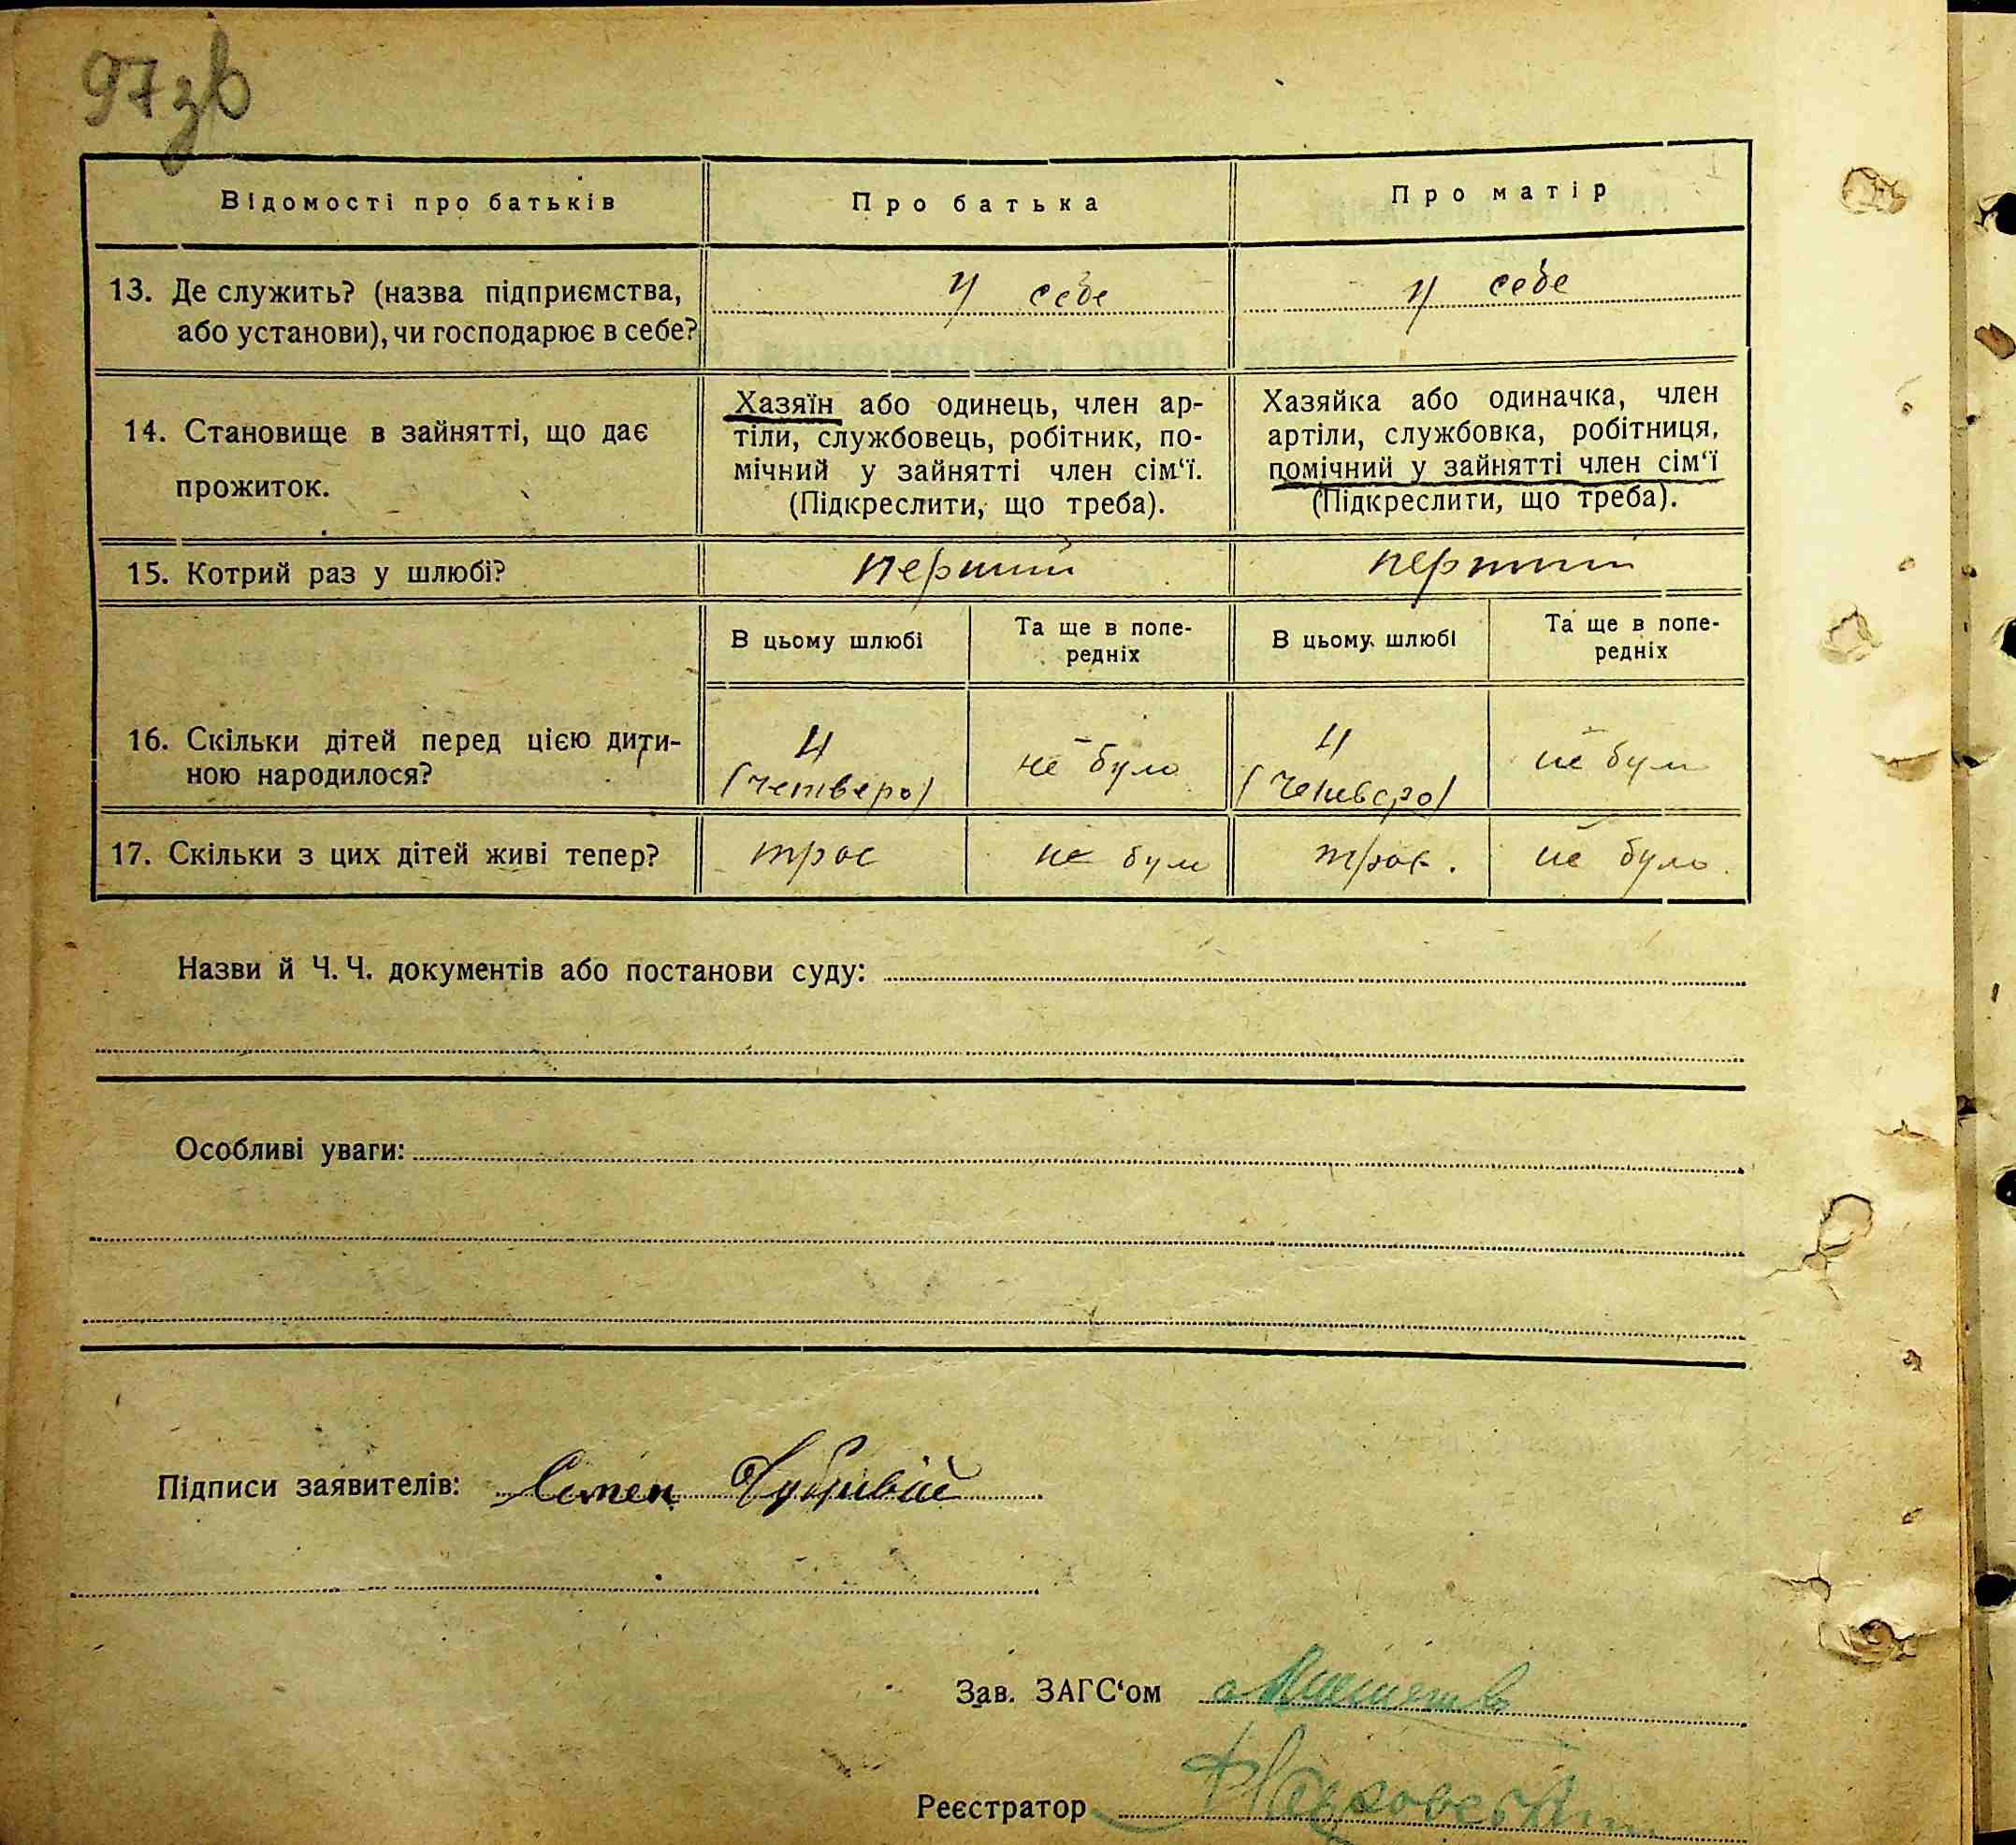 97зв
Відомості про батьків
Про батька
Про матір
13. Де служить? (назва підприємства,
або установи), чи господарює в себе?
у себе
у себе
14. Становище в зайнятті, що дає
прожиток.
Хазяїн або одинець, член ар-
тіли, службовець, робітник, по-
мічний у зайнятті член сім‘ї.
(Підкреслити, що треба).
Хазяйка або одиначка, член
артіли, службовка, робітниця,
помічний у зайнятті член сім‘ї
(Підкреслити, що треба).
15. Котрий раз у шлюбі?
перший
перший
В цьому шлюбі
Та ще в попе-
редніх
В цьому шлюбі
Та ще в попе-
редніх
16. Скільки дітей перед цією дити-
ною народилося?
4
(четверо)
не було
4
(четверо)
не було
17. Скільки з цих дітей живі тепер?
троє
не було
троє.
не було.
Назви й Ч. Ч. документів або постанови суду:
Особливі уваги:
Підписи заявителів: Семен
Зав. ЗАГС‘ом
Реєстратор